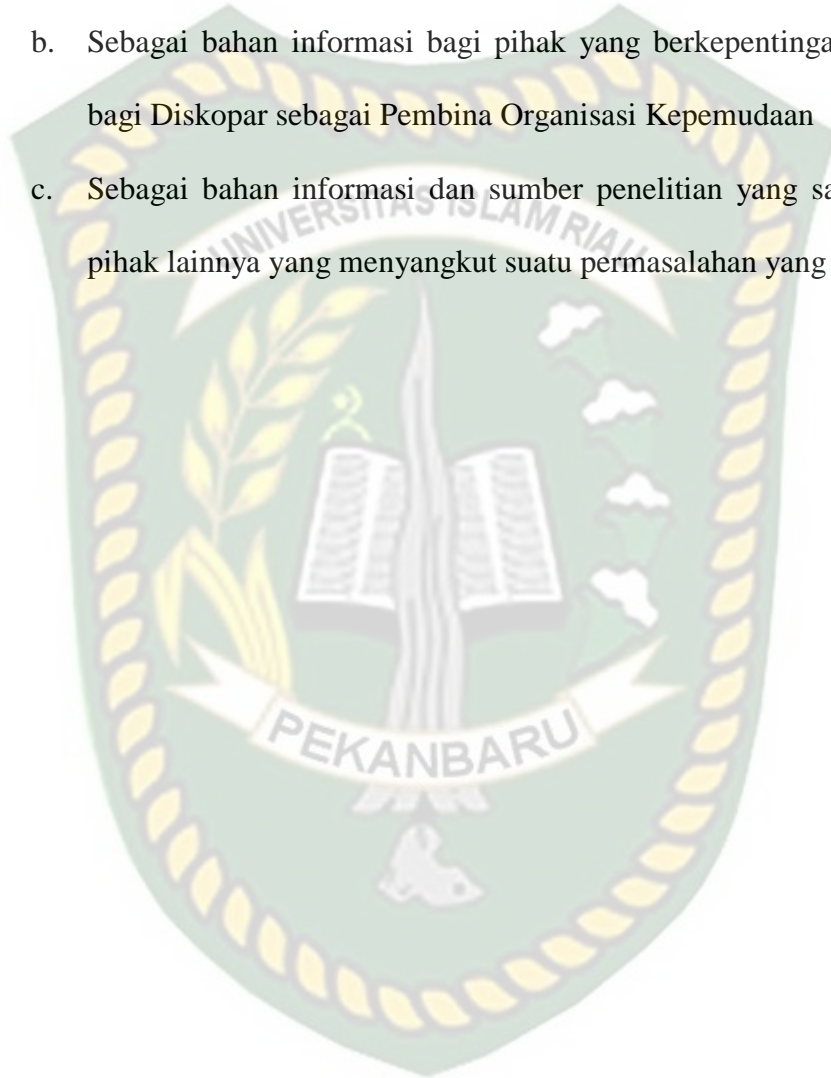 b. Sebagai bahan informasi bagi pihak yang berkepentinga
bagi Diskopar sebagai Pembina Organisasi Kepemudaan
c. Sebagai bahan informasi dan sumber penelitian yang sa
UNIVERSITAS ISLAM RIAU
pihak lainnya yang menyangkut suatu permasalahan yang
PEKANBARU